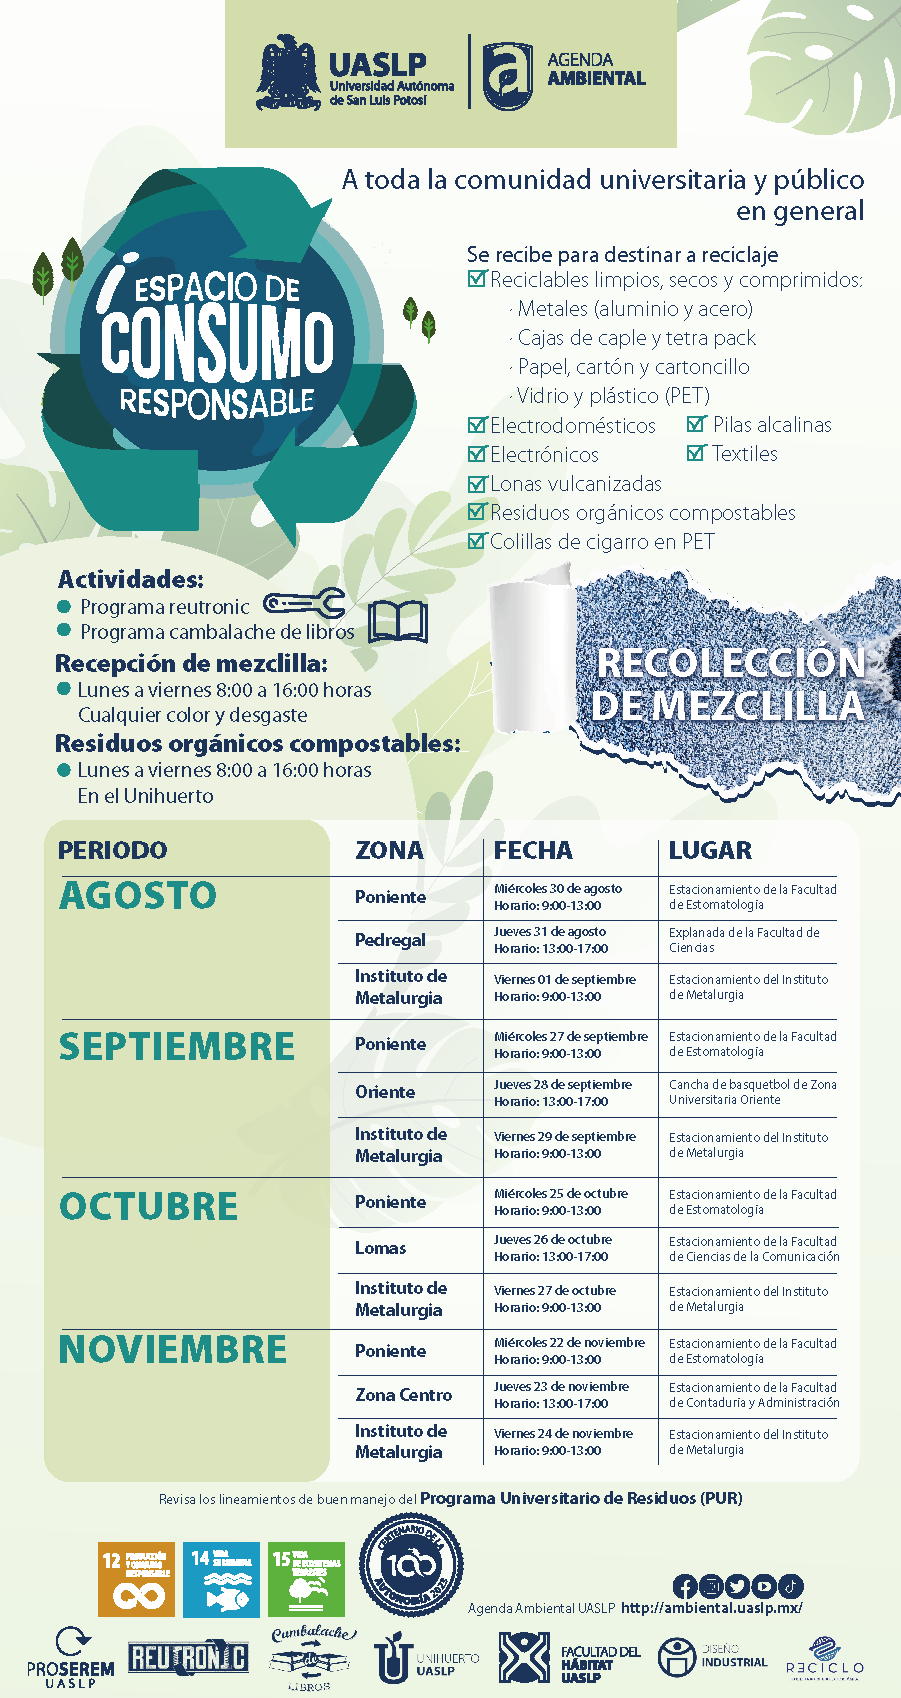 UASLP
Universidad Autónoma
de San Luis Potosí
AGENDA
AMBIENTAL
A toda la comunidad universitaria y público
en general
ESPACIO DE
CONSUMO
RESPONSABLE
Se recibe para destinar a reciclaje
Reciclables limpios, secos y comprimidos:
· Metales (aluminio y acero)
· Cajas de caple y tetra pack
· Papel, cartón y cartoncillo
· Vidrio y plástico (PET)
Electrodomésticos
Pilas alcalinas
Electrónicos
Textiles
Lonas vulcanizadas
Residuos orgánicos compostables
Colillas de cigarro en PET
Actividades:
Programa reutronic
Programa cambalache de libros
Recepción de mezclilla:
Lunes a viernes 8:00 a 16:00 horas
Cualquier color y desgaste
Residuos orgánicos compostables:
Lunes a viernes 8:00 a 16:00 horas
En el Unihuerto
RECOLECCIÓN
DE MEZCLILLA
PERIODO ZONA FECHA LUGAR
AGOSTO
Poniente
Miércoles 30 de agosto
Horario: 9:00-13:00
Estacionamiento de la Facultad
de Estomatología
Pedregal
Jueves 31 de agosto
Horario: 13:00-17:00
Explanada de la Facultad de
Ciencias
Instituto de
Metalurgia
Viernes 01 de septiembre
Horario: 9:00-13:00
Estacionamiento del Instituto
de Metalurgia
SEPTIEMBRE
Poniente
Miércoles 27 de septiembre
Horario: 9:00-13:00
Estacionamiento de la Facultad
de Estomatología
Oriente
Jueves 28 de septiembre
Horario: 13:00-17:00
Cancha de basquetbol de Zona
Universitaria Oriente
Instituto de
Metalurgia
Viernes 29 de septiembre
Horario: 9:00-13:00
Estacionamiento del Instituto
de Metalurgia
OCTUBRE
Poniente
Miércoles 25 de octubre
Horario: 9:00-13:00
Estacionamiento de la Facultad
de Estomatología
Lomas
Jueves 26 de octubre
Horario: 13:00-17:00
Estacionamiento de la Facultad
de Ciencias de la Comunicación
Instituto de
Metalurgia
Viernes 27 de octubre
Horario: 9:00-13:00
Estacionamiento del Instituto
de Metalurgia
NOVIEMBRE
Poniente
Miércoles 22 de noviembre
Horario: 9:00-13:00
Estacionamiento de la Facultad
de Estomatología
Zona Centro
Jueves 23 de noviembre
Horario: 13:00-17:00
Estacionamiento de la Facultad
de Contaduría y Administración
Instituto de
Metalurgia
Viernes 24 de noviembre
Horario: 9:00-13:00
Estacionamiento del Instituto
de Metalurgia
Revisa los lineamientos de buen manejo del Programa Universitario de Residuos (PUR)
12 PRODUCCIÓN
Y CONSUMO
RESPONSABLE
14 VIDA
SUBMARINA
15 VIDA
DE ECOSISTEMAS
TERRESTRES
CENTENARIO DE LA
100
AUTONOMÍA 2023
Agenda Ambiental UASLP http://ambiental.uaslp.mx/
PROSEREM
UASLP
REUTRONIC
Cambalache
de
LIBROS
UNIHUERTO
UASLP
FACULTAD DEL
HÁBITAT
UASLP
DISEÑO
INDUSTRIAL
RECICLO